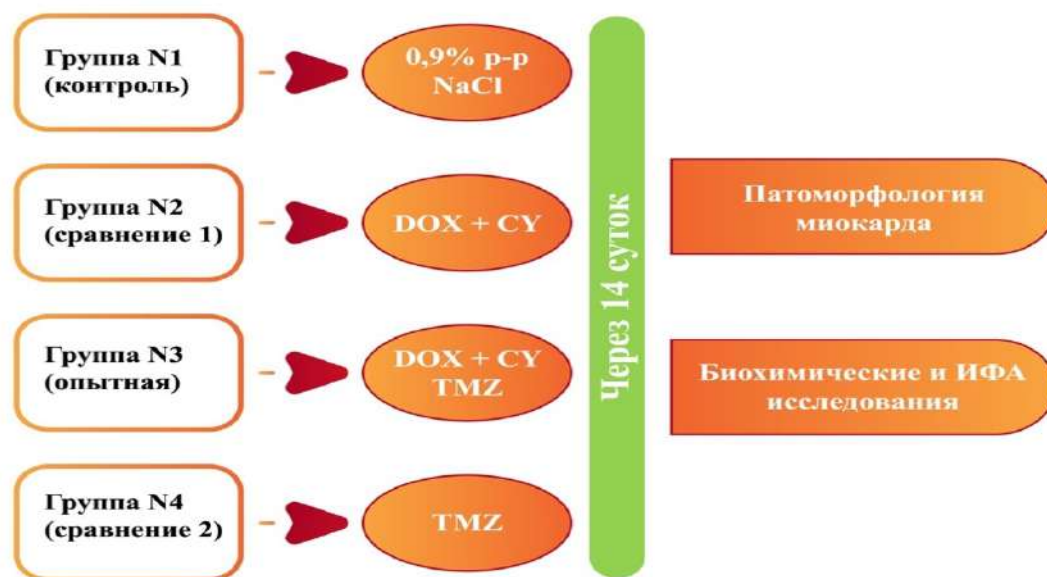 Группа N1
(контроль)
0,9% р-р
NaCl
Группа N2
(сравнение 1)
DOX + CY
Группа N3
(опытная)
DOX + CY
TMZ
Группа N4
(сравнение 2)
TMZ
Через 14 суток
Патоморфология
миокарда
Биохимические и ИФА
исследования